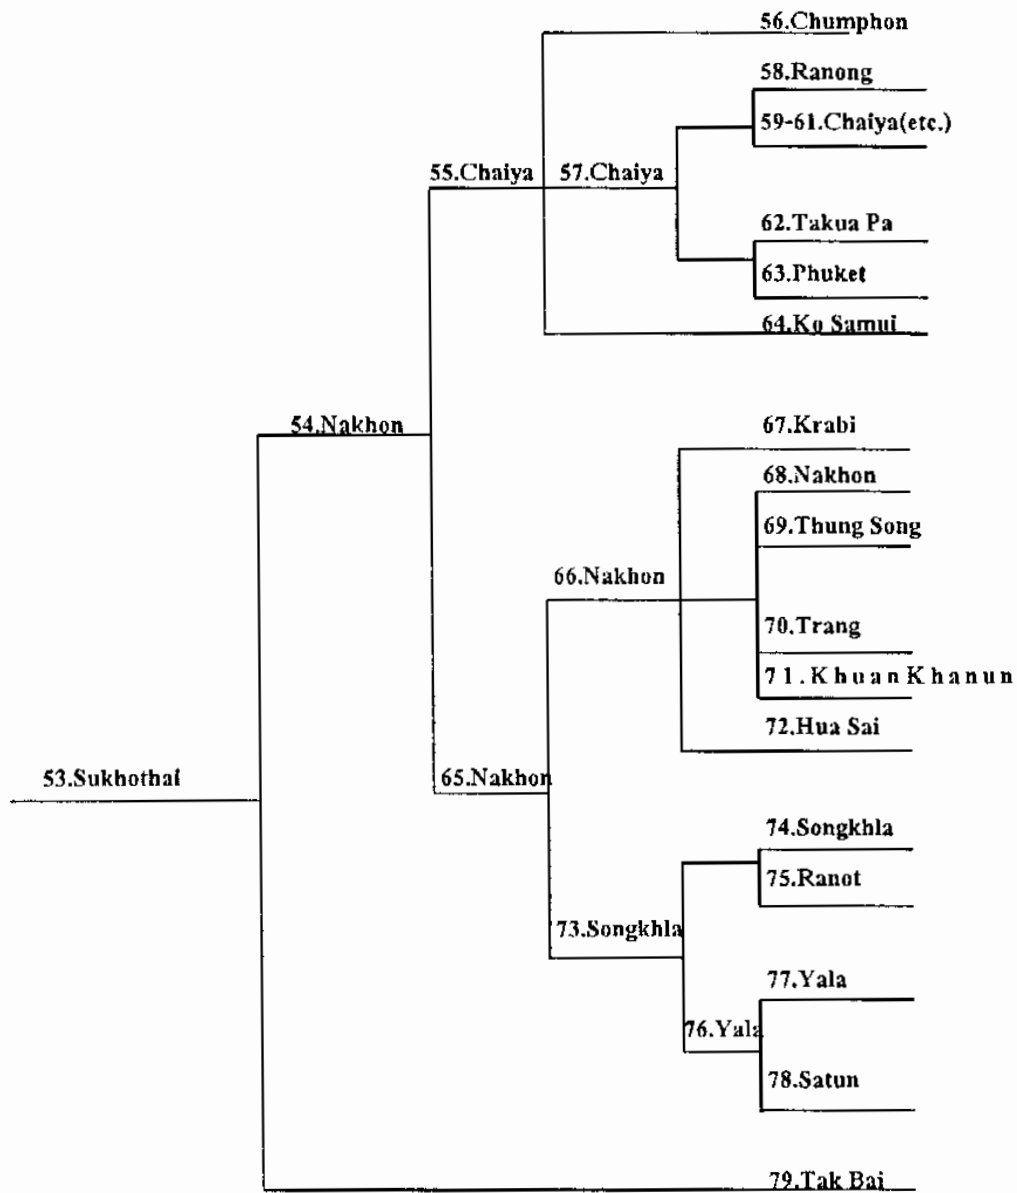 56.Chumphon
58.Ranong
59-61.Chaiya(etc.)
55.Chaiya
57.Chaiya
62.Takua Pa
63.Phuket
64.Ko Samui
54.Nakhon
67.Krabi
68.Nakhon
69.Thung Song
66.Nakhon
70.Trang
71.Khuan Khanun
72.Hua Sai
53.Sukhothai
65.Nakhon
74.Songkhla
75.Ranot
73.Songkhla
77.Yala
76.Yala
78.Satun
79.Tak Bai